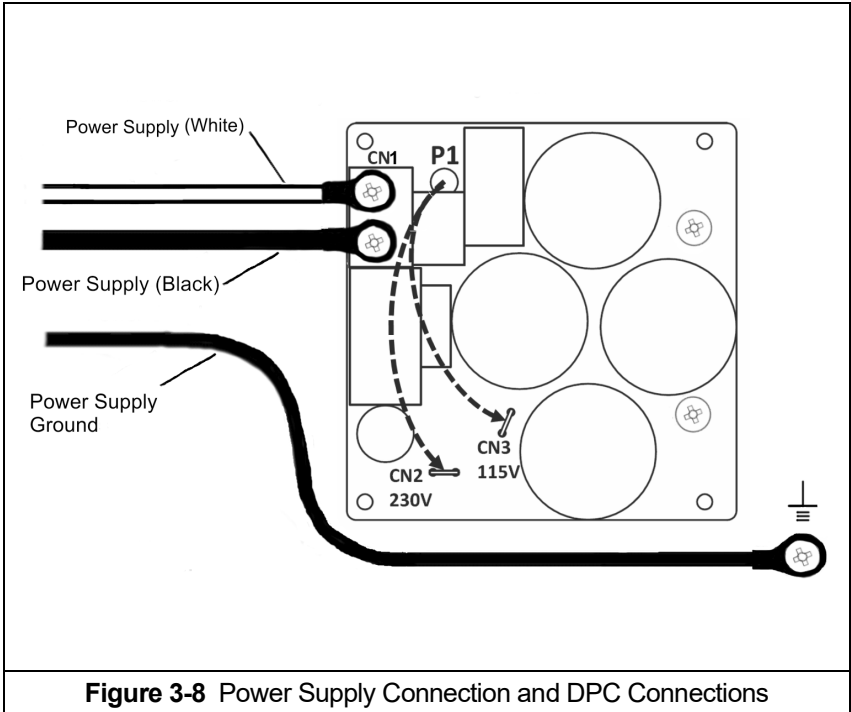 Power Supply (White)
CN1
P1
Power Supply (Black)
Power Supply
Ground
CN3
115V
CN2
230V
Figure 3-8 Power Supply Connection and DPC Connections